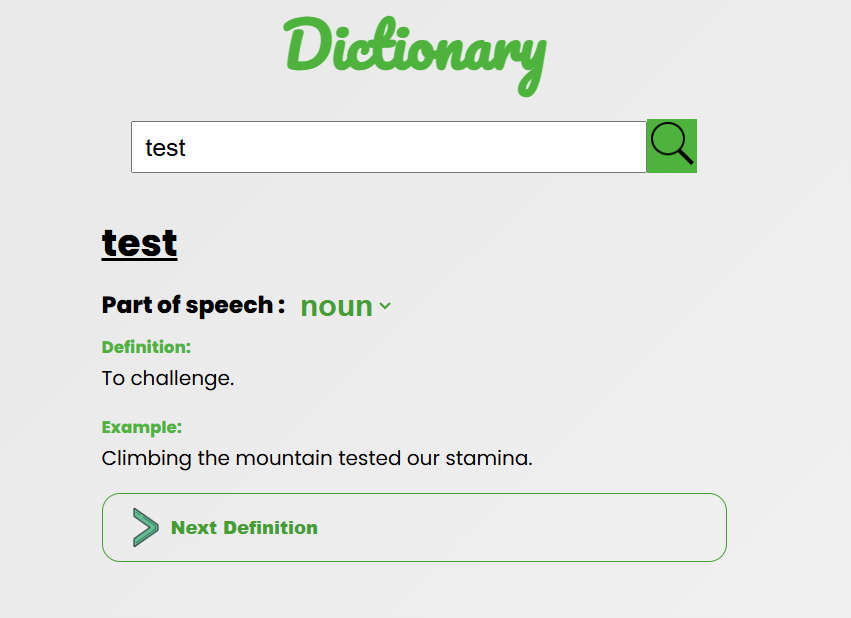 Dictionary
test
test
Part of speech : noun
Definition:
To challenge.
Example:
Climbing the mountain tested our stamina.
Next Definition